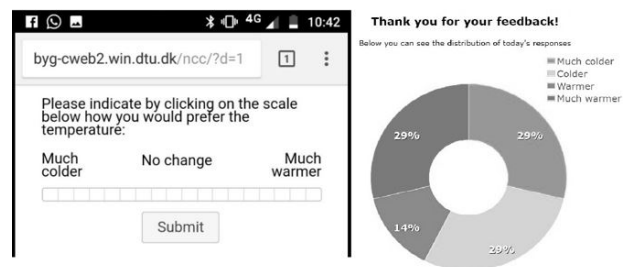 4G 10:42
byg-cweb2.win.dtu.dk/ncc/?d=1 1
Please indicate by clicking on the scale
below how you would prefer the
temperature:
Much colder No change Much warmer
Submit
Thank you for your feedback!
Below you can see the distribution of today's responses
Much colder
Colder
Warmer
Much warmer
29%
29%
14%
29%